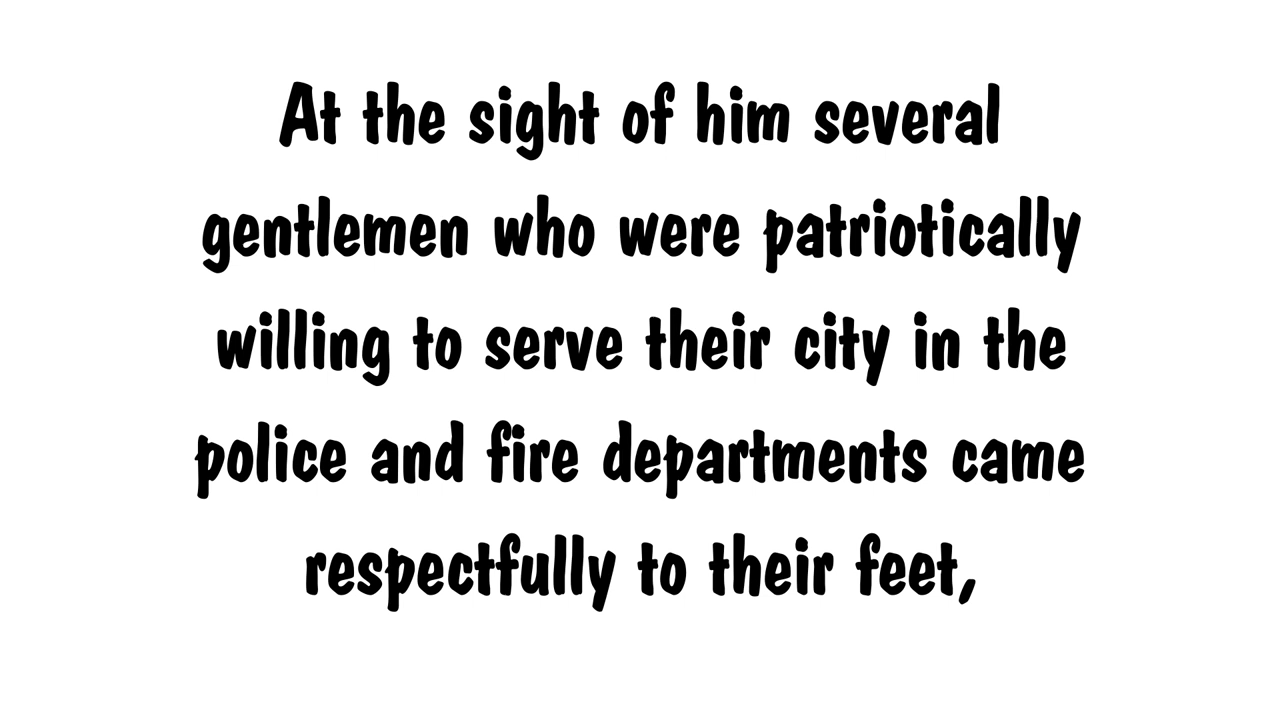 At the sight of him several
gentlemen who were patriotically
willing to serve their city in the
police and fire departments came
respectfully to their feet,